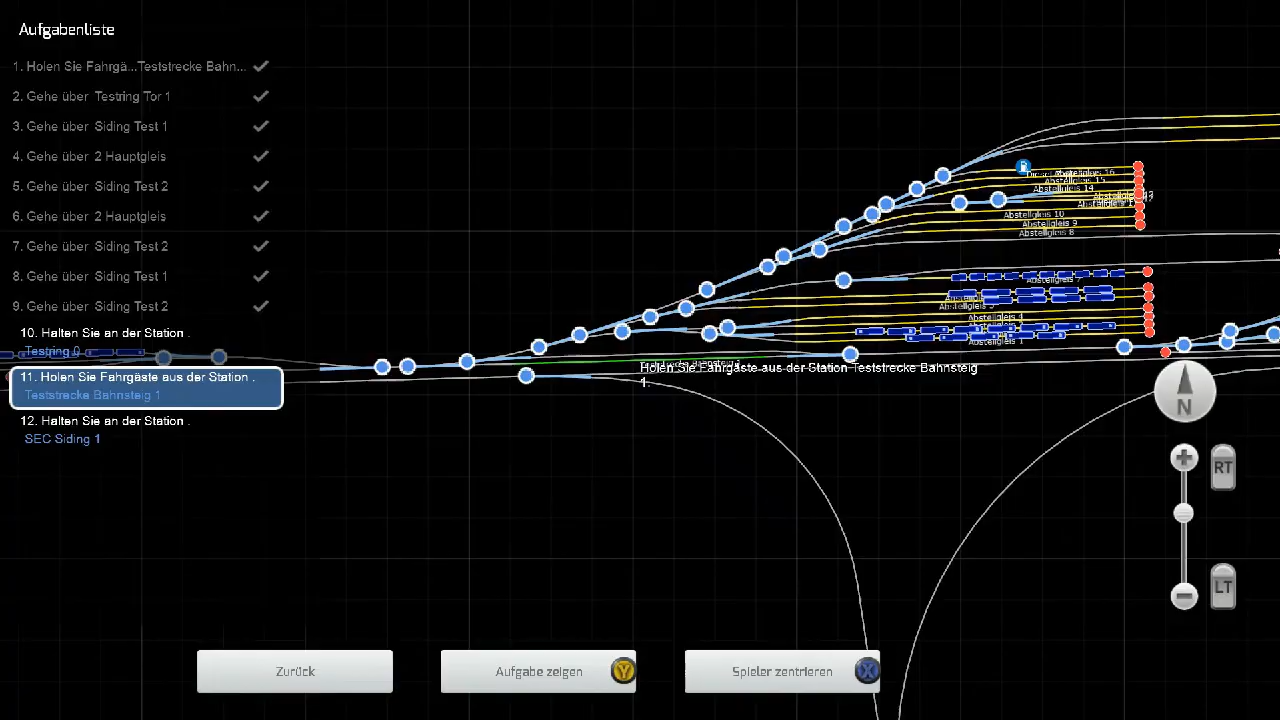 Aufgabenliste
1. Holen Sie Fahrgä...Teststrecke Bahn...
2. Gehe über Testring Tor 1
3. Gehe über Siding Test 1
4. Gehe über 2 Hauptgleis
5. Gehe über Siding Test 2
6. Gehe über 2 Hauptgleis
7. Gehe über Siding Test 2
8. Gehe über Siding Test 1
9. Gehe über Siding Test 2
10. Halten Sie an der Station .
Testring 0
11. Holen Sie Fahrgäste aus der Station .
Teststrecke Bahnsteig 1
12. Halten Sie an der Station .
SEC Siding 1
Abstellgleis 16
Abstellgleis 15
Abstellgleis 14
Abstellgleis 10
Abstellgleis 9
Abstellgleis 8
Abstellgleis 4
Abstellgleis 1
Holen Sie Fahrgäste aus der Station Teststrecke Bahnsteig
1.
N
RT
LT
Zurück
Aufgabe zeigen Y
Spieler zentrieren X